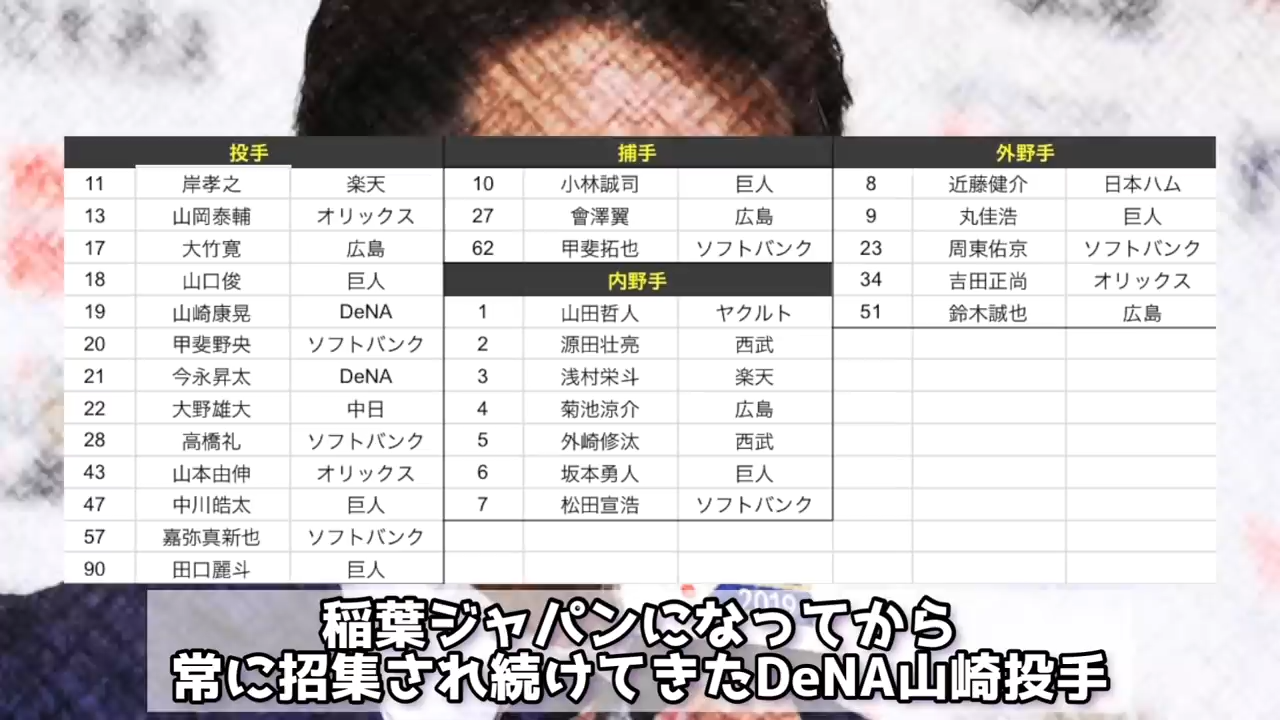 投手 捕手 外野手
11 岸孝之 楽天 10 小林誠司 巨人 8 近藤健介 日本ハム
13 山岡泰輔 オリックス 27 會澤翼 広島 9 丸佳浩 巨人
17 大竹寛 広島 62 甲斐拓也 ソフトバンク 23 周東佑京 ソフトバンク
18 山口俊 巨人 内野手 34 吉田正尚 オリックス
19 山崎康晃 DeNA 1 山田哲人 ヤクルト 51 鈴木誠也 広島
20 甲斐野央 ソフトバンク 2 源田壮亮 西武
21 今永昇太 DeNA 3 浅村栄斗 楽天
22 大野雄大 中日 4 菊池涼介 広島
28 高橋礼 ソフトバンク 5 外崎修汰 西武
43 山本由伸 オリックス 6 坂本勇人 巨人
47 中川皓太 巨人 7 松田宣浩 ソフトバンク
57 嘉弥真新也 ソフトバンク
90 田口麗斗 巨人
2019
稲葉ジャパンになってから
常に招集され続けてきたDeNA山崎投手